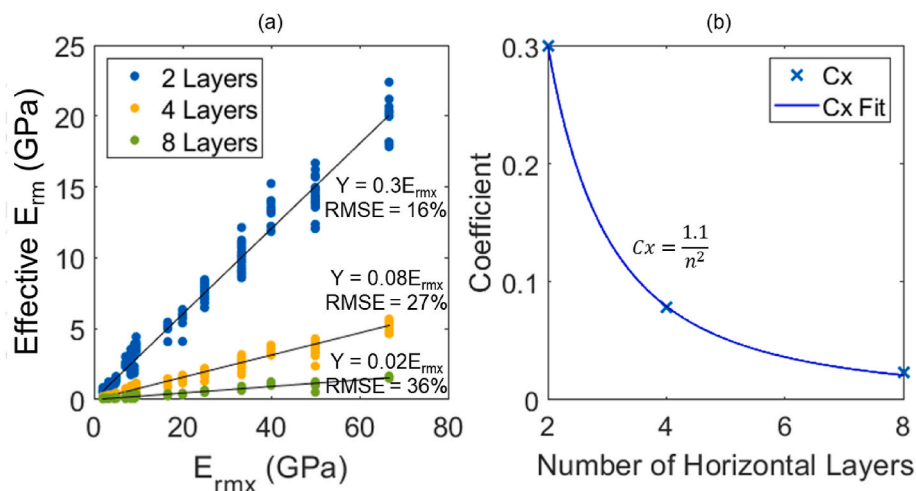 (a)
25
20
15
10
5
0
Effective E_rm (GPa)
2 Layers
4 Layers
8 Layers
Y = 0.3E_rmx
RMSE = 16%
Y = 0.08E_rmx
RMSE = 27%
Y = 0.02E_rmx
RMSE = 36%
0 20 40 60 80
E_rmx (GPa)
(b)
0.3
0.2
0.1
0
Coefficient
Cx
Cx Fit
Cx = 1.1/n²
2 4 6 8
Number of Horizontal Layers